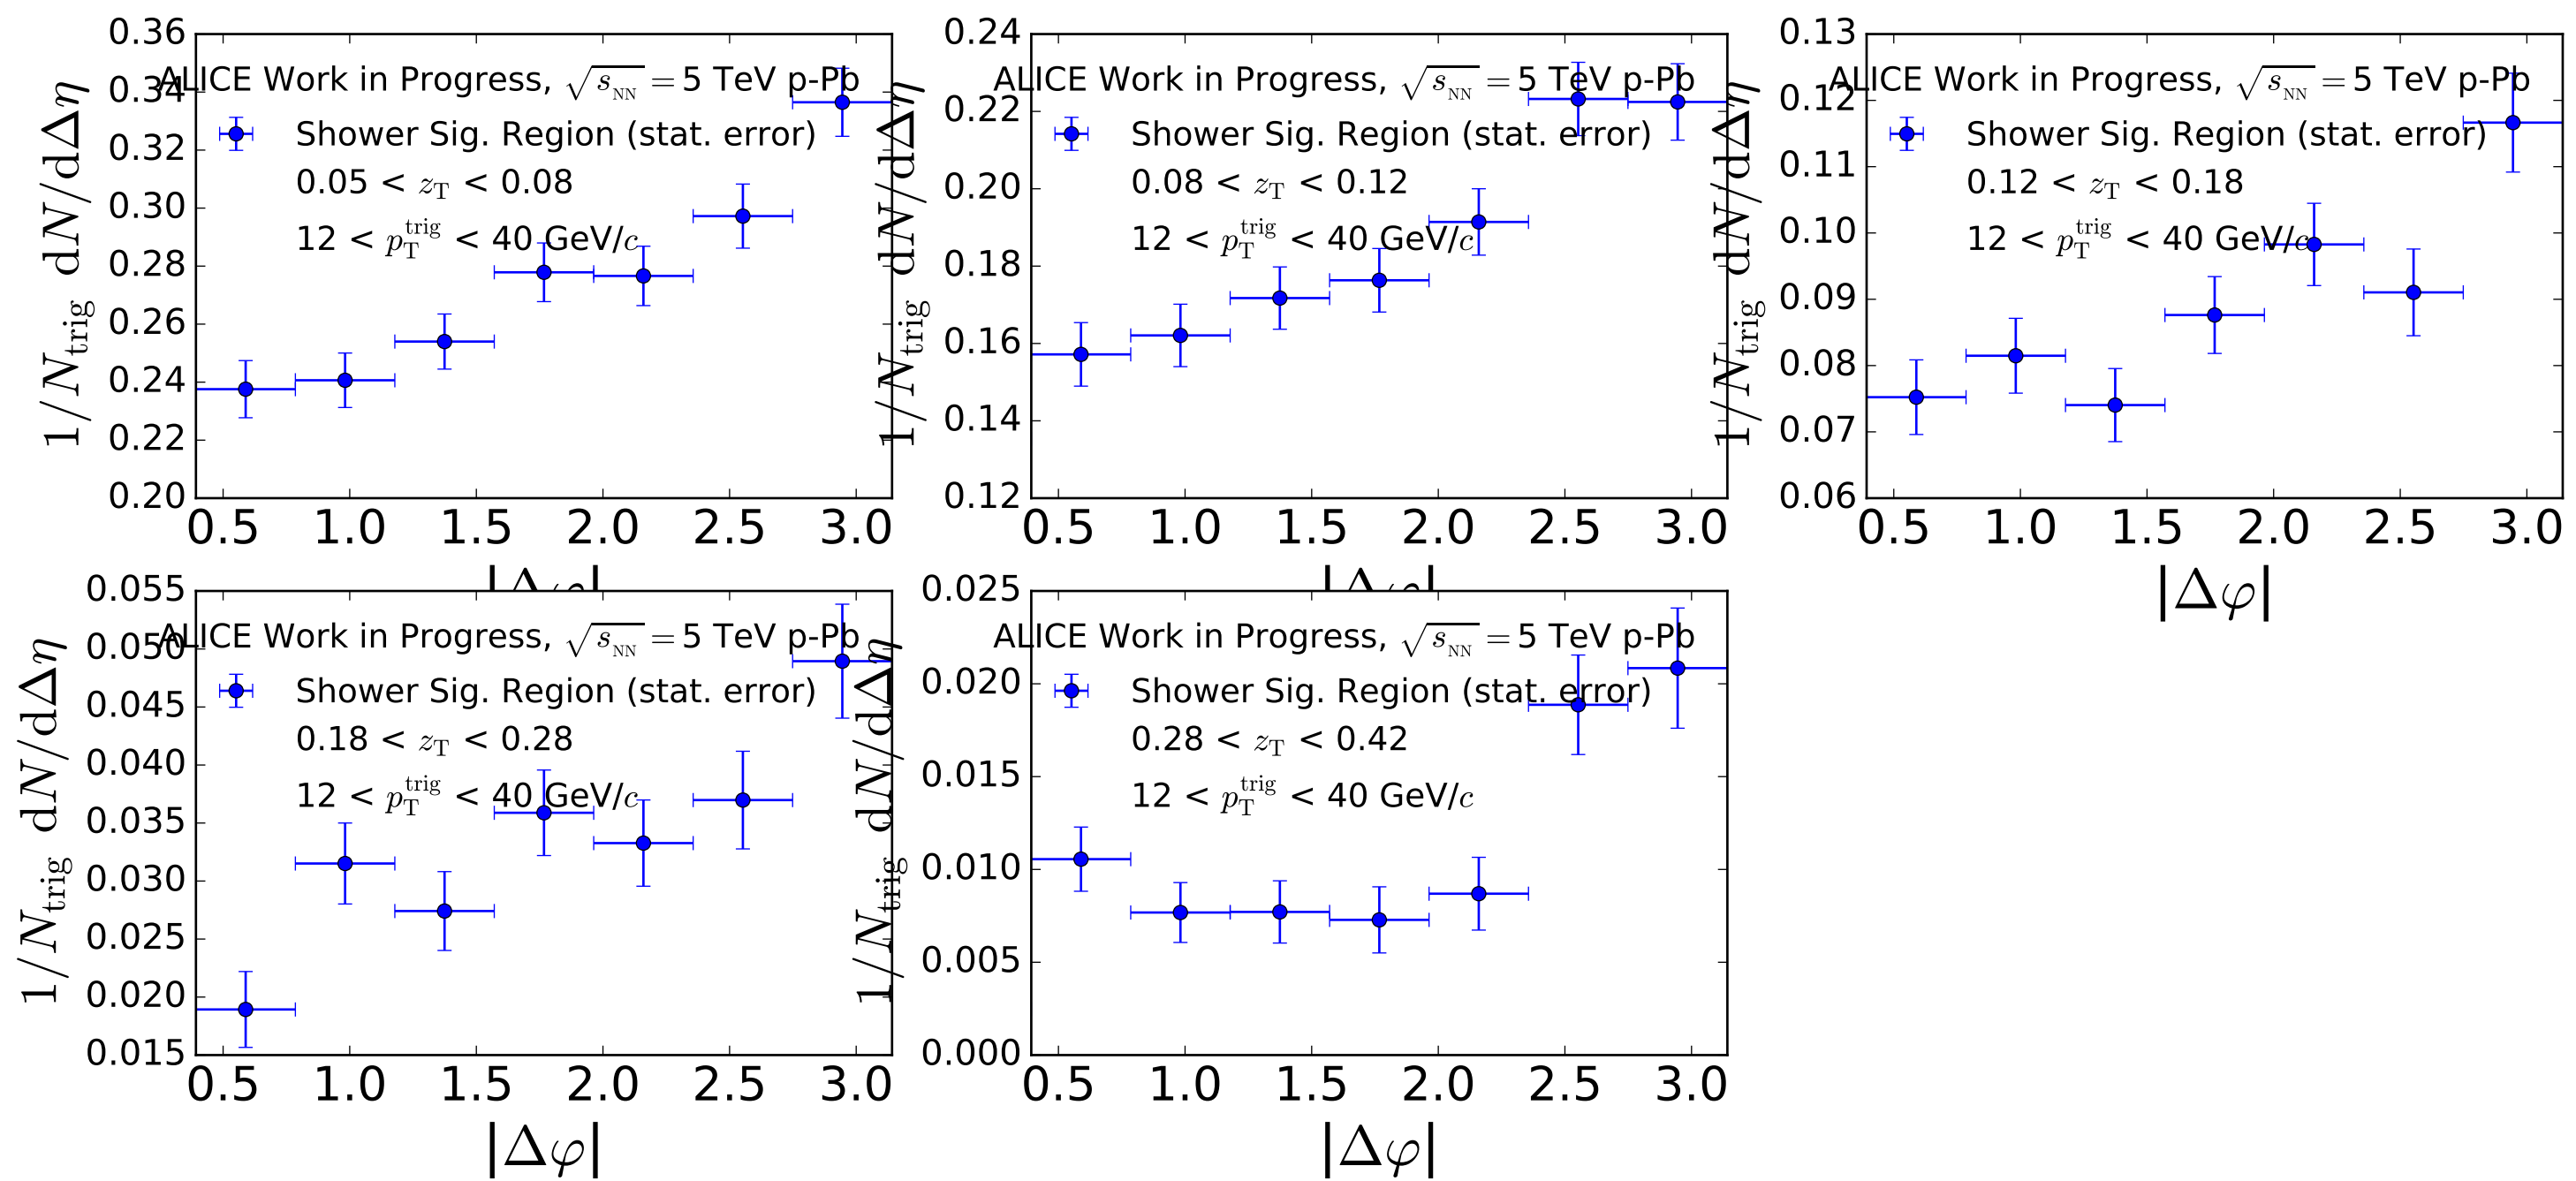 0.36
0.34
0.32
0.30
0.28
0.26
0.24
0.22
0.20
1/N_trig dN/dΔη
ALICE Work in Progress, √s_NN = 5 TeV p-Pb
Shower Sig. Region (stat. error)
0.05 < z_T < 0.08
12 < p_T^trig < 40 GeV/c
0.5 1.0 1.5 2.0 2.5 3.0
|Δφ|
0.24
0.22
0.20
0.18
0.16
0.14
0.12
1/N_trig dN/dΔη
ALICE Work in Progress, √s_NN = 5 TeV p-Pb
Shower Sig. Region (stat. error)
0.08 < z_T < 0.12
12 < p_T^trig < 40 GeV/c
0.5 1.0 1.5 2.0 2.5 3.0
|Δφ|
0.13
0.12
0.11
0.10
0.09
0.08
0.07
0.06
1/N_trig dN/dΔη
ALICE Work in Progress, √s_NN = 5 TeV p-Pb
Shower Sig. Region (stat. error)
0.12 < z_T < 0.18
12 < p_T^trig < 40 GeV/c
0.5 1.0 1.5 2.0 2.5 3.0
|Δφ|
0.055
0.050
0.045
0.040
0.035
0.030
0.025
0.020
0.015
1/N_trig dN/dΔη
ALICE Work in Progress, √s_NN = 5 TeV p-Pb
Shower Sig. Region (stat. error)
0.18 < z_T < 0.28
12 < p_T^trig < 40 GeV/c
0.5 1.0 1.5 2.0 2.5 3.0
|Δφ|
0.025
0.020
0.015
0.010
0.005
0.000
1/N_trig dN/dΔη
ALICE Work in Progress, √s_NN = 5 TeV p-Pb
Shower Sig. Region (stat. error)
0.28 < z_T < 0.42
12 < p_T^trig < 40 GeV/c
0.5 1.0 1.5 2.0 2.5 3.0
|Δφ|